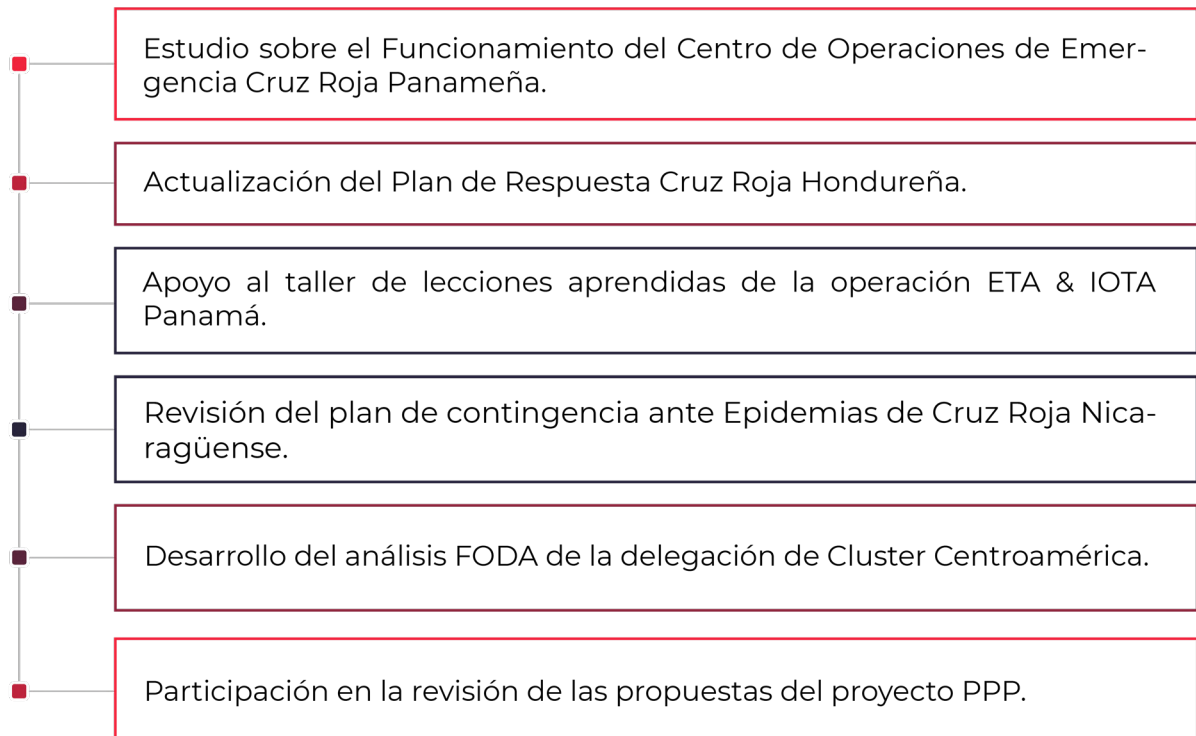 Estudio sobre el Funcionamiento del Centro de Operaciones de Emer-
gencia Cruz Roja Panameña.
Actualización del Plan de Respuesta Cruz Roja Hondureña.
Apoyo al taller de lecciones aprendidas de la operación ETA & IOTA
Panamá.
Revisión del plan de contingencia ante Epidemias de Cruz Roja Nica-
ragüense.
Desarrollo del análisis FODA de la delegación de Cluster Centroamérica.
Participación en la revisión de las propuestas del proyecto PPP.